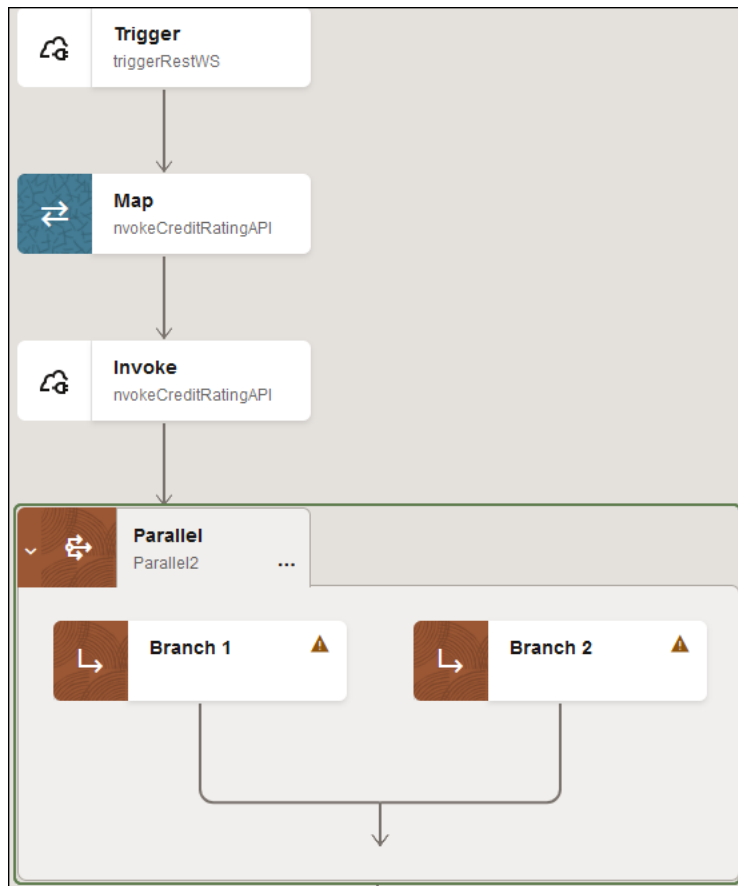 Trigger
triggerRestWS
Map
nvokeCreditRatingAPI
Invoke
nvokeCreditRatingAPI
Parallel
Parallel2
...
Branch 1
Branch 2